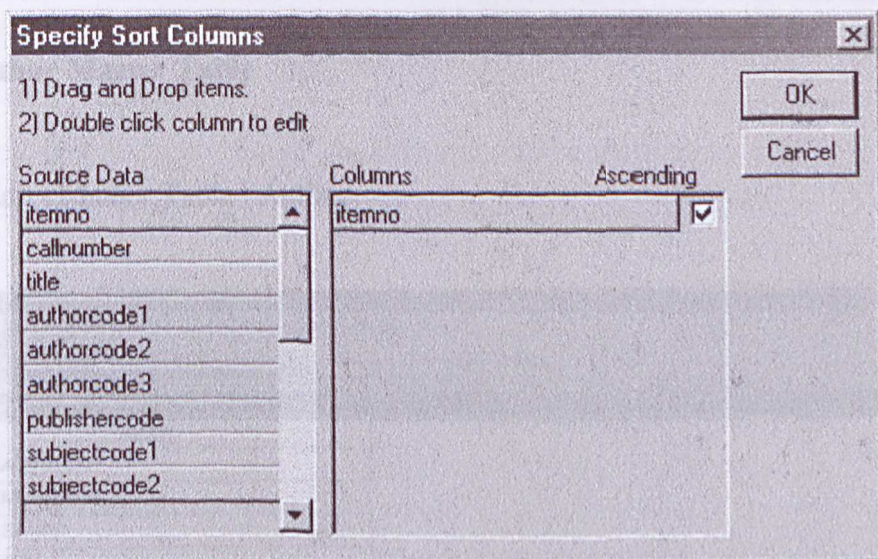 Specify Sort Columns
1) Drag and Drop items.
2) Double click column to edit
OK
Cancel
Source Data
itemno
callnumber
title
authorcode1
authorcode2
authorcode3
publishercode
subjectcode1
subjectcode2
Columns Ascending
itemno